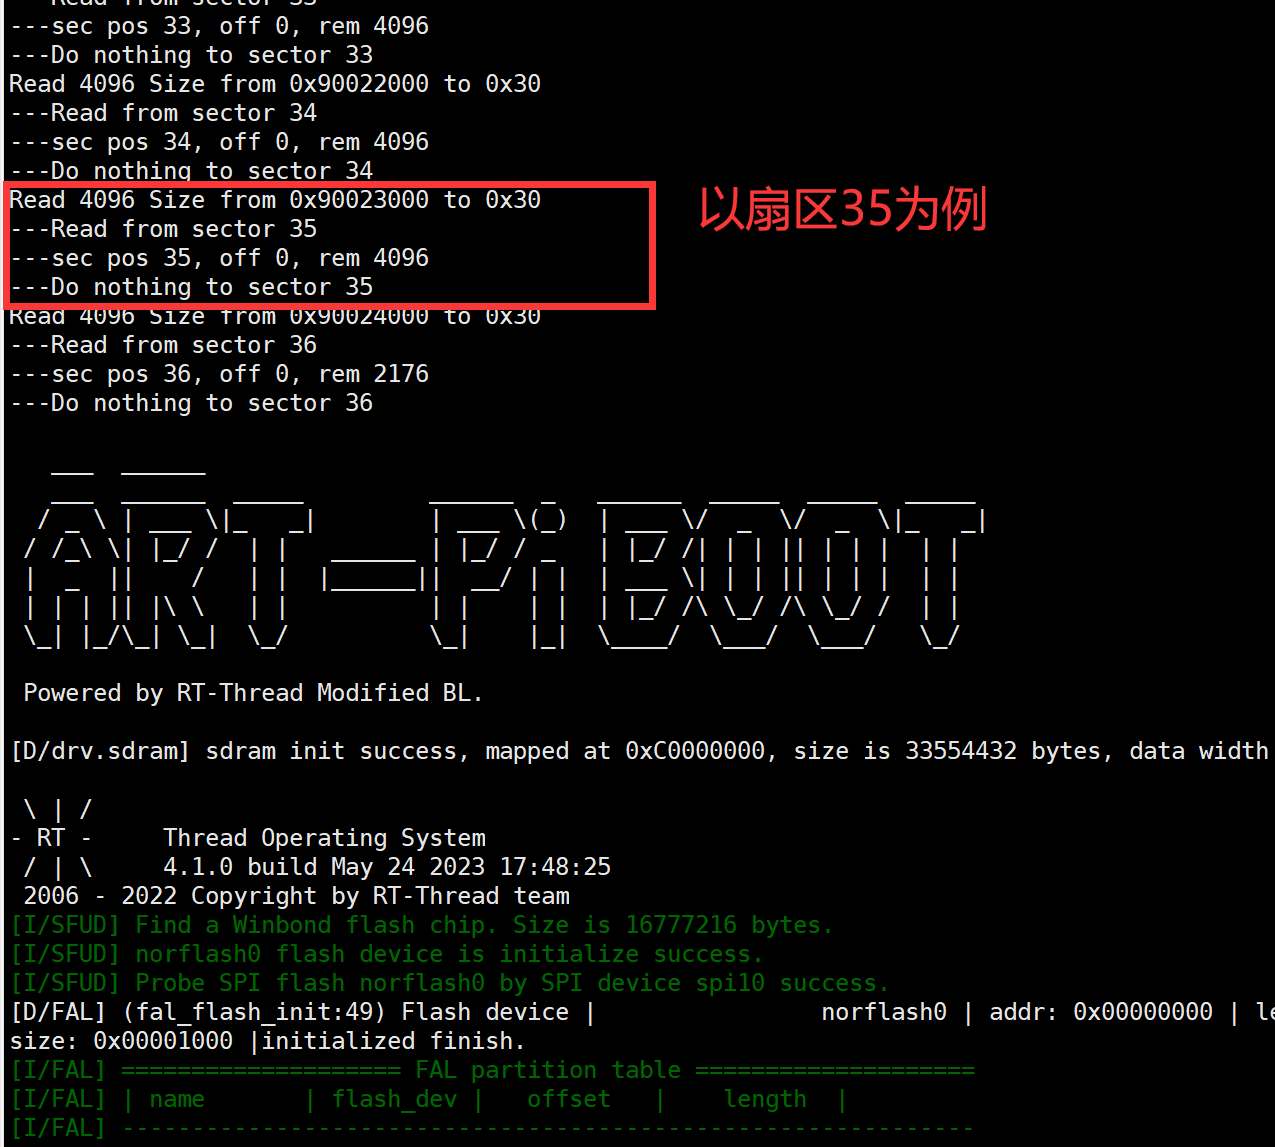 ---Read from sector 33
---sec pos 33, off 0, rem 4096
---Do nothing to sector 33
Read 4096 Size from 0x90022000 to 0x30
---Read from sector 34
---sec pos 34, off 0, rem 4096
---Do nothing to sector 34
Read 4096 Size from 0x90023000 to 0x30
以扇区35为例
---Read from sector 35
---sec pos 35, off 0, rem 4096
---Do nothing to sector 35
Read 4096 Size from 0x90024000 to 0x30
---Read from sector 36
---sec pos 36, off 0, rem 2176
---Do nothing to sector 36
ART-Pi BOOT
Powered by RT-Thread Modified BL.
[D/drv.sdram] sdram init success, mapped at 0xC0000000, size is 33554432 bytes, data width
\ | /
- RT -     Thread Operating System
/ | \     4.1.0 build May 24 2023 17:48:25
2006 - 2022 Copyright by RT-Thread team
[I/SFUD] Find a Winbond flash chip. Size is 16777216 bytes.
[I/SFUD] norflash0 flash device is initialize success.
[I/SFUD] Probe SPI flash norflash0 by SPI device spi10 success.
[D/FAL] (fal_flash_init:49) Flash device |                norflash0 | addr: 0x00000000 | le
size: 0x00001000 |initialized finish.
[I/FAL] ==================== FAL partition table ====================
[I/FAL] | name       | flash_dev |   offset   |    length  |
[I/FAL] -------------------------------------------------------------